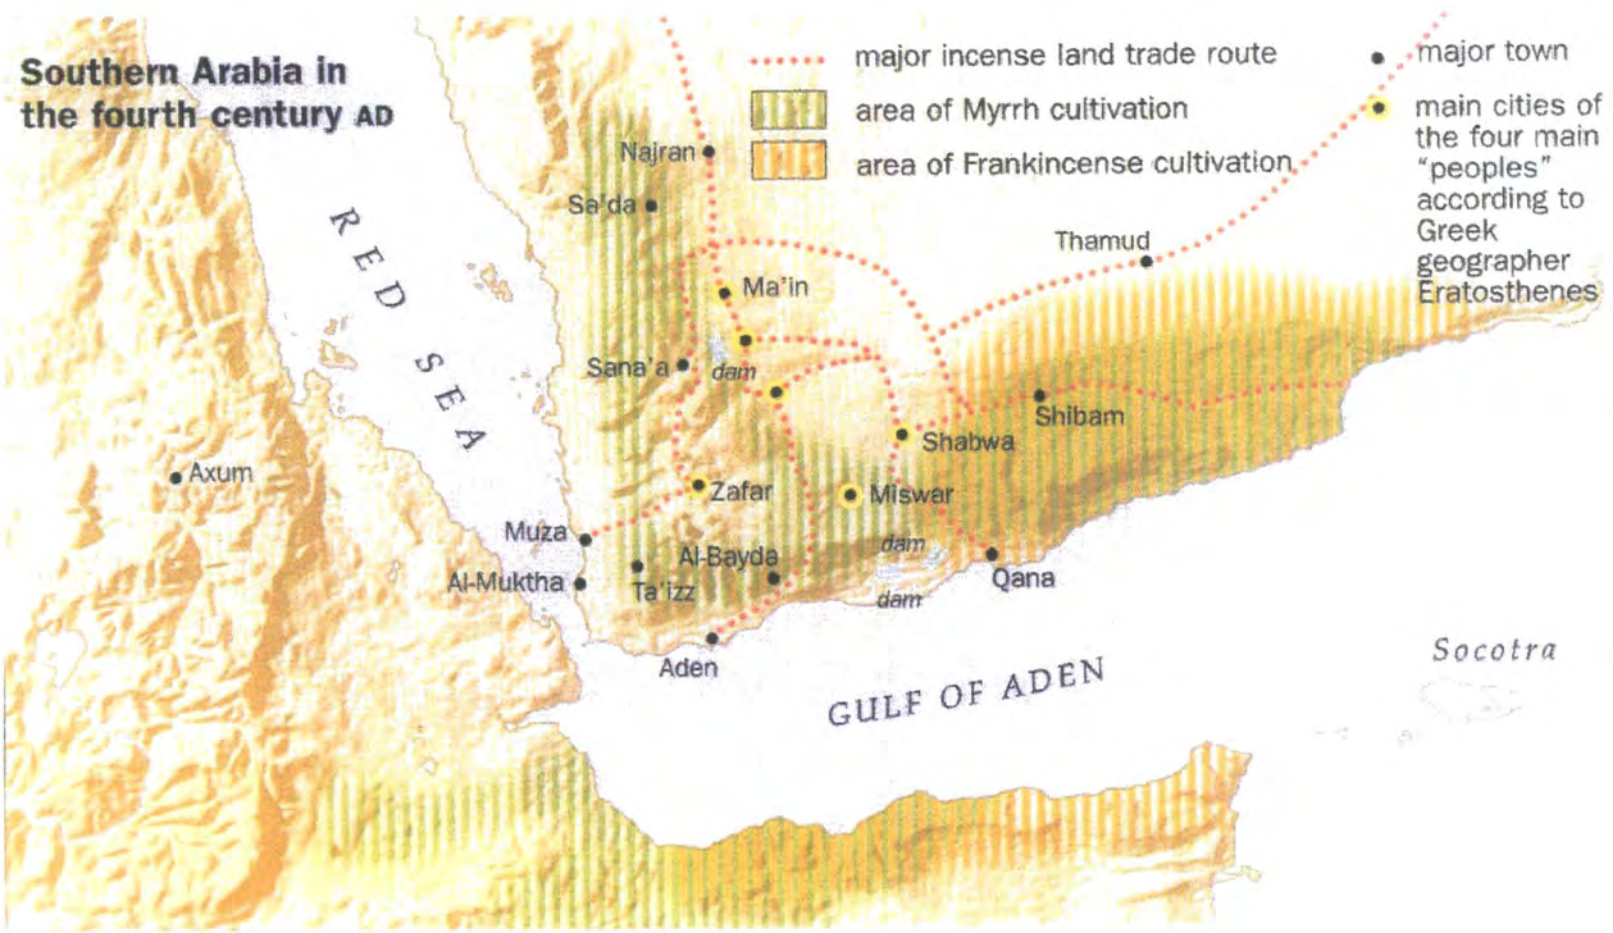 Southern Arabia in
the fourth century AD
major incense land trade route
area of Myrrh cultivation
area of Frankincense cultivation
major town
main cities of
the four main
“peoples”
according to
Greek
geographer
Eratosthenes
RED SEA
Najran
Sa'da
Thamud
Ma'in
Sana'a
dam
Shibam
Shabwa
Axum
Zafar
Miswar
Muza
dam
Al-Bayda
Al-Muktha
Ta'izz
Qana
dam
Aden
Socotra
GULF OF ADEN